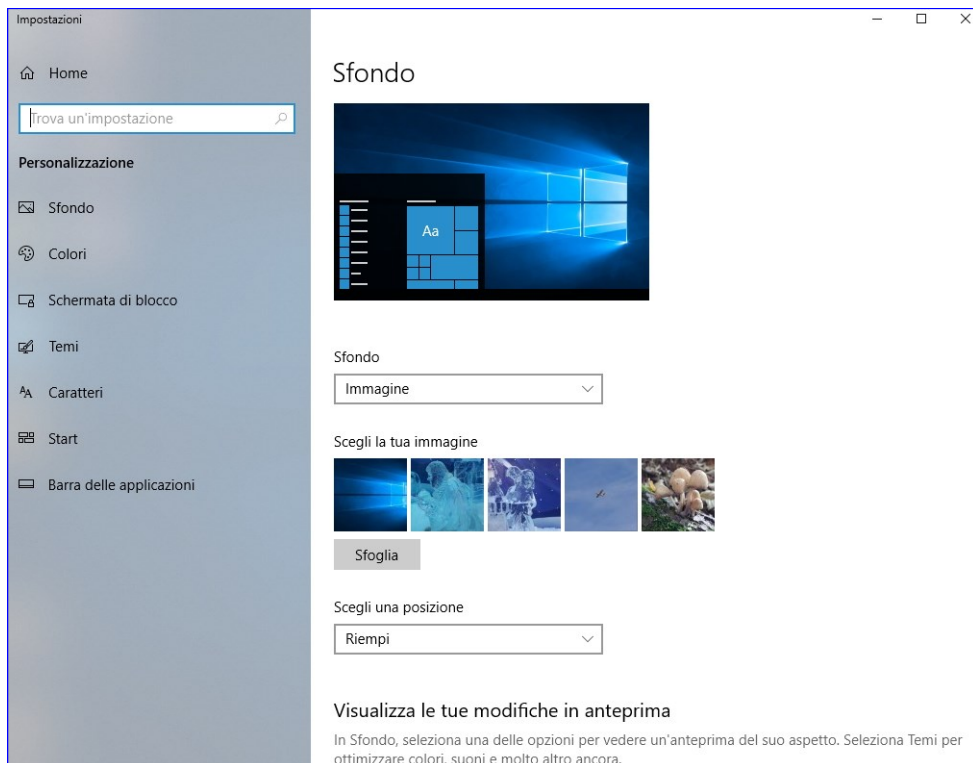 Impostazioni
Home
Trova un'impostazione
Personalizzazione
Sfondo
Colori
Schermata di blocco
Temi
Caratteri
Start
Barra delle applicazioni
Sfondo
Aa
Sfondo
Immagine
Scegli la tua immagine
Sfoglia
Scegli una posizione
Riempi
Visualizza le tue modifiche in anteprima
In Sfondo, seleziona una delle opzioni per vedere un'anteprima del suo aspetto. Seleziona Temi per
ottimizzare colori, suoni e molto altro ancora.